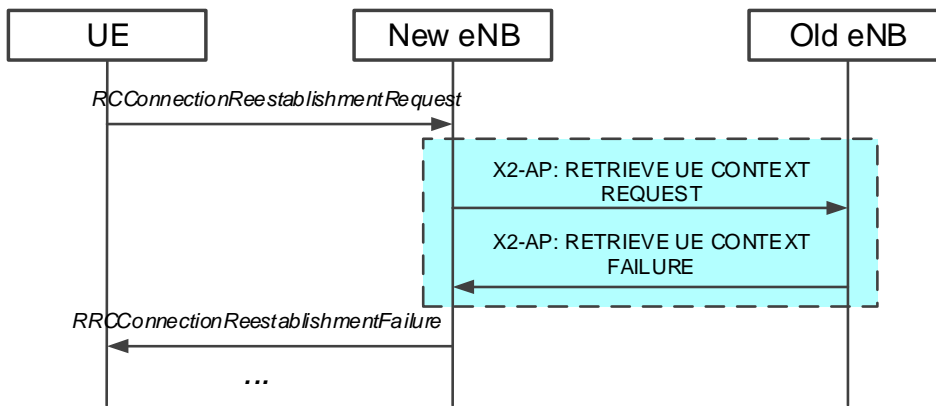 UE
New eNB
Old eNB
RCConnectionReestablishmentRequest
X2-AP: RETRIEVE UE CONTEXT
REQUEST
X2-AP: RETRIEVE UE CONTEXT
FAILURE
RRCConnectionReestablishmentFailure
...